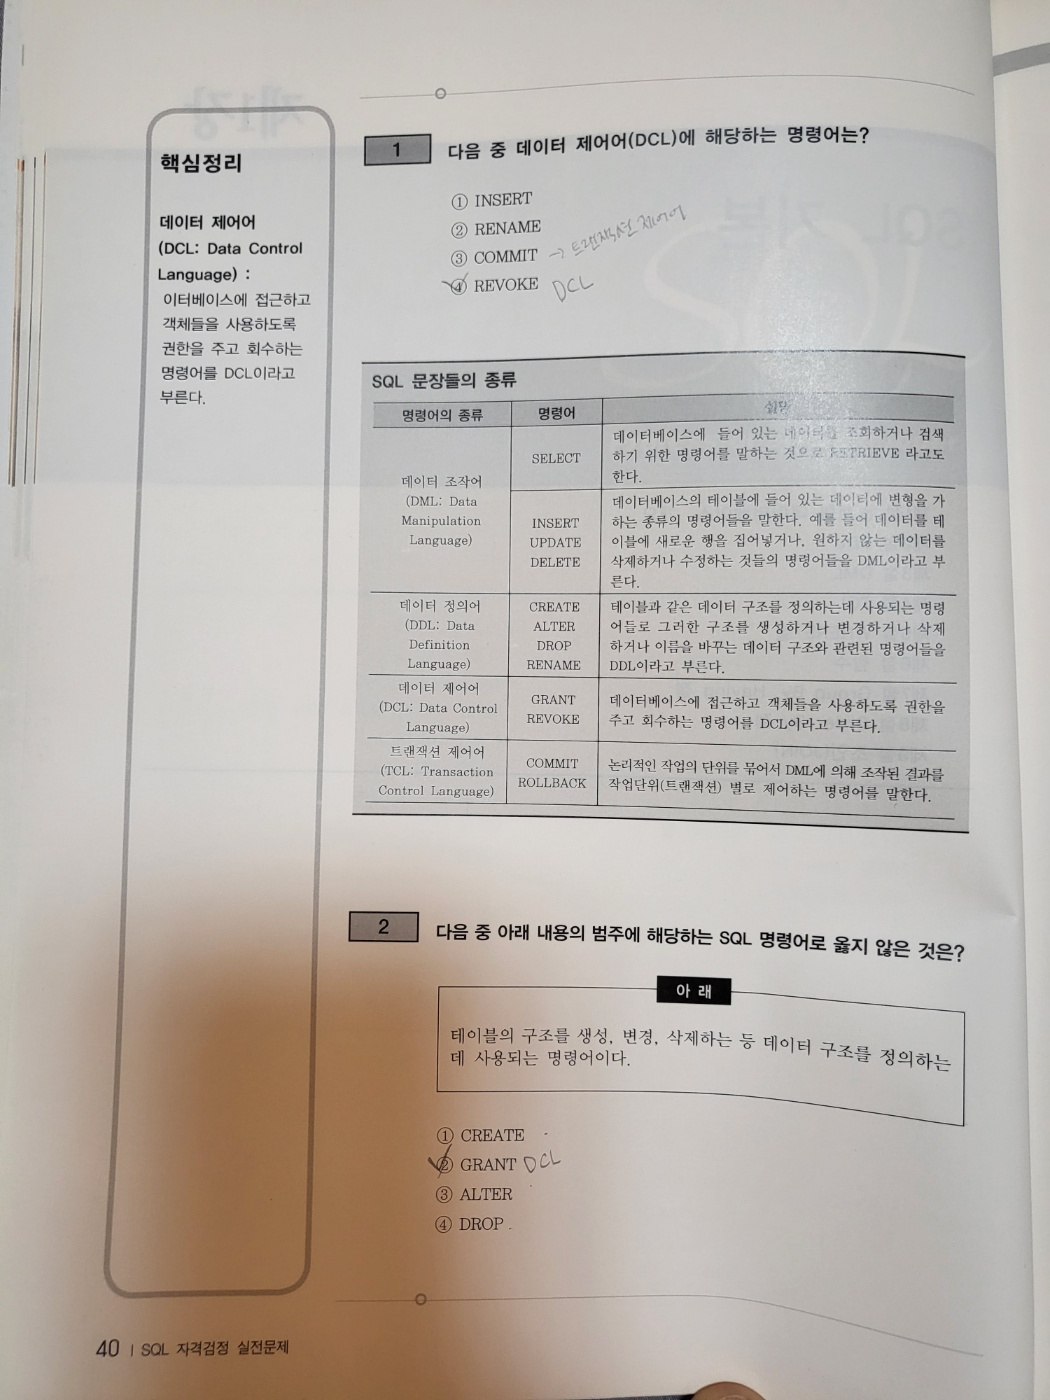 핵심정리
데이터 제어어
(DCL: Data Control
Language) :
이터베이스에 접근하고
객체들을 사용하도록
권한을 주고 회수하는
명령어를 DCL이라고
부른다.
1 다음 중 데이터 제어어(DCL)에 해당하는 명령어는?
① INSERT
② RENAME
③ COMMIT → 트랜잭션 제어어
④ REVOKE DCL
SQL 문장들의 종류
명령어의 종류 명령어 설명
데이터 조작어
(DML: Data
Manipulation
Language)
SELECT
데이터베이스에 들어 있는 데이터를 조회하거나 검색
하기 위한 명령어를 말하는 것으로 RETRIEVE 라고도
한다.
INSERT
UPDATE
DELETE
데이터베이스의 테이블에 들어 있는 데이터에 변형을 가
하는 종류의 명령어들을 말한다. 예를 들어 데이터를 테
이블에 새로운 행을 집어넣거나, 원하지 않는 데이터를
삭제하거나 수정하는 것들의 명령어들을 DML이라고 부
른다.
데이터 정의어
(DDL: Data
Definition
Language)
CREATE
ALTER
DROP
RENAME
테이블과 같은 데이터 구조를 정의하는데 사용되는 명령
어들로 그러한 구조를 생성하거나 변경하거나 삭제
하거나 이름을 바꾸는 데이터 구조와 관련된 명령어들을
DDL이라고 부른다.
데이터 제어어
(DCL: Data Control
Language)
GRANT
REVOKE
데이터베이스에 접근하고 객체들을 사용하도록 권한을
주고 회수하는 명령어를 DCL이라고 부른다.
트랜잭션 제어어
(TCL: Transaction
Control Language)
COMMIT
ROLLBACK
논리적인 작업의 단위를 묶어서 DML에 의해 조작된 결과를
작업단위(트랜잭션) 별로 제어하는 명령어를 말한다.
2 다음 중 아래 내용의 범주에 해당하는 SQL 명령어로 옳지 않은 것은?
아 래
테이블의 구조를 생성, 변경, 삭제하는 등 데이터 구조를 정의하는
데 사용되는 명령어이다.
① CREATE
② GRANT DCL
③ ALTER
④ DROP
40 | SQL 자격검정 실전문제